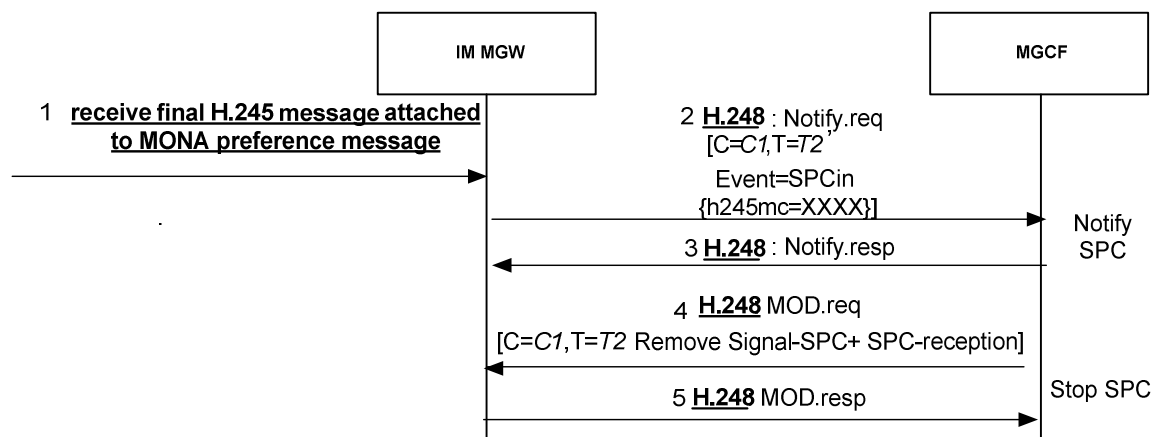 IM MGW
MGCF
1 receive final H.245 message attached
to MONA preference message
2 H.248 : Notify.req
[C=C1,T=T2,
Event=SPCin
{h245mc=XXXX}]
Notify
SPC
3 H.248 : Notify.resp
4 H.248 MOD.req
[C=C1,T=T2 Remove Signal-SPC+ SPC-reception]
Stop SPC
5 H.248 MOD.resp